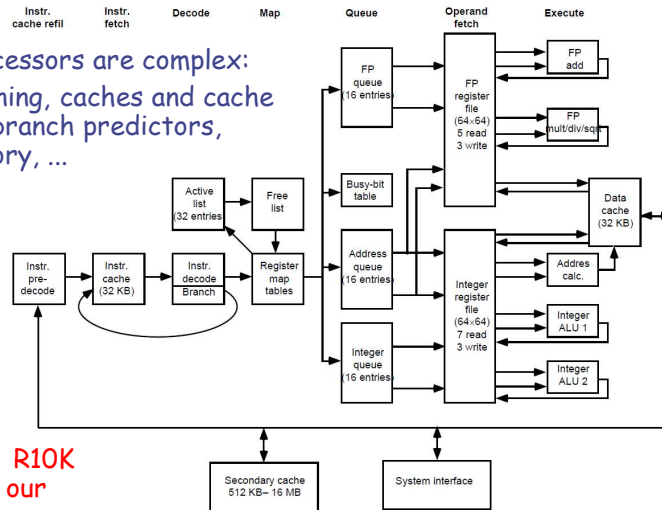 Instr.
cache refil
Instr.
fetch
Decode
Map
Queue
Operand
fetch
Execute
cessors are complex:
ning, caches and cache
branch predictors,
ory, ...
FP
queue
(16 entries)
FP
register
file
(64×64)
5 read
3 write
FP
add
FP
mult/div/sqrt
Active
list
(32 entries
Free
list
Busy-bit
table
Data
cache
(32 KB)
Instr.
pre-
decode
Instr.
cache
(32 KB)
Instr.
decode
Branch
Register
map
tables
Address
queue
(16 entries)
Integer
register
file
(64×64)
7 read
3 write
Addres
calc.
Integer
ALU 1
Integer
queue
(16 entries)
Integer
ALU 2
R10K
our
Secondary cache
512 KB– 16 MB
System interface